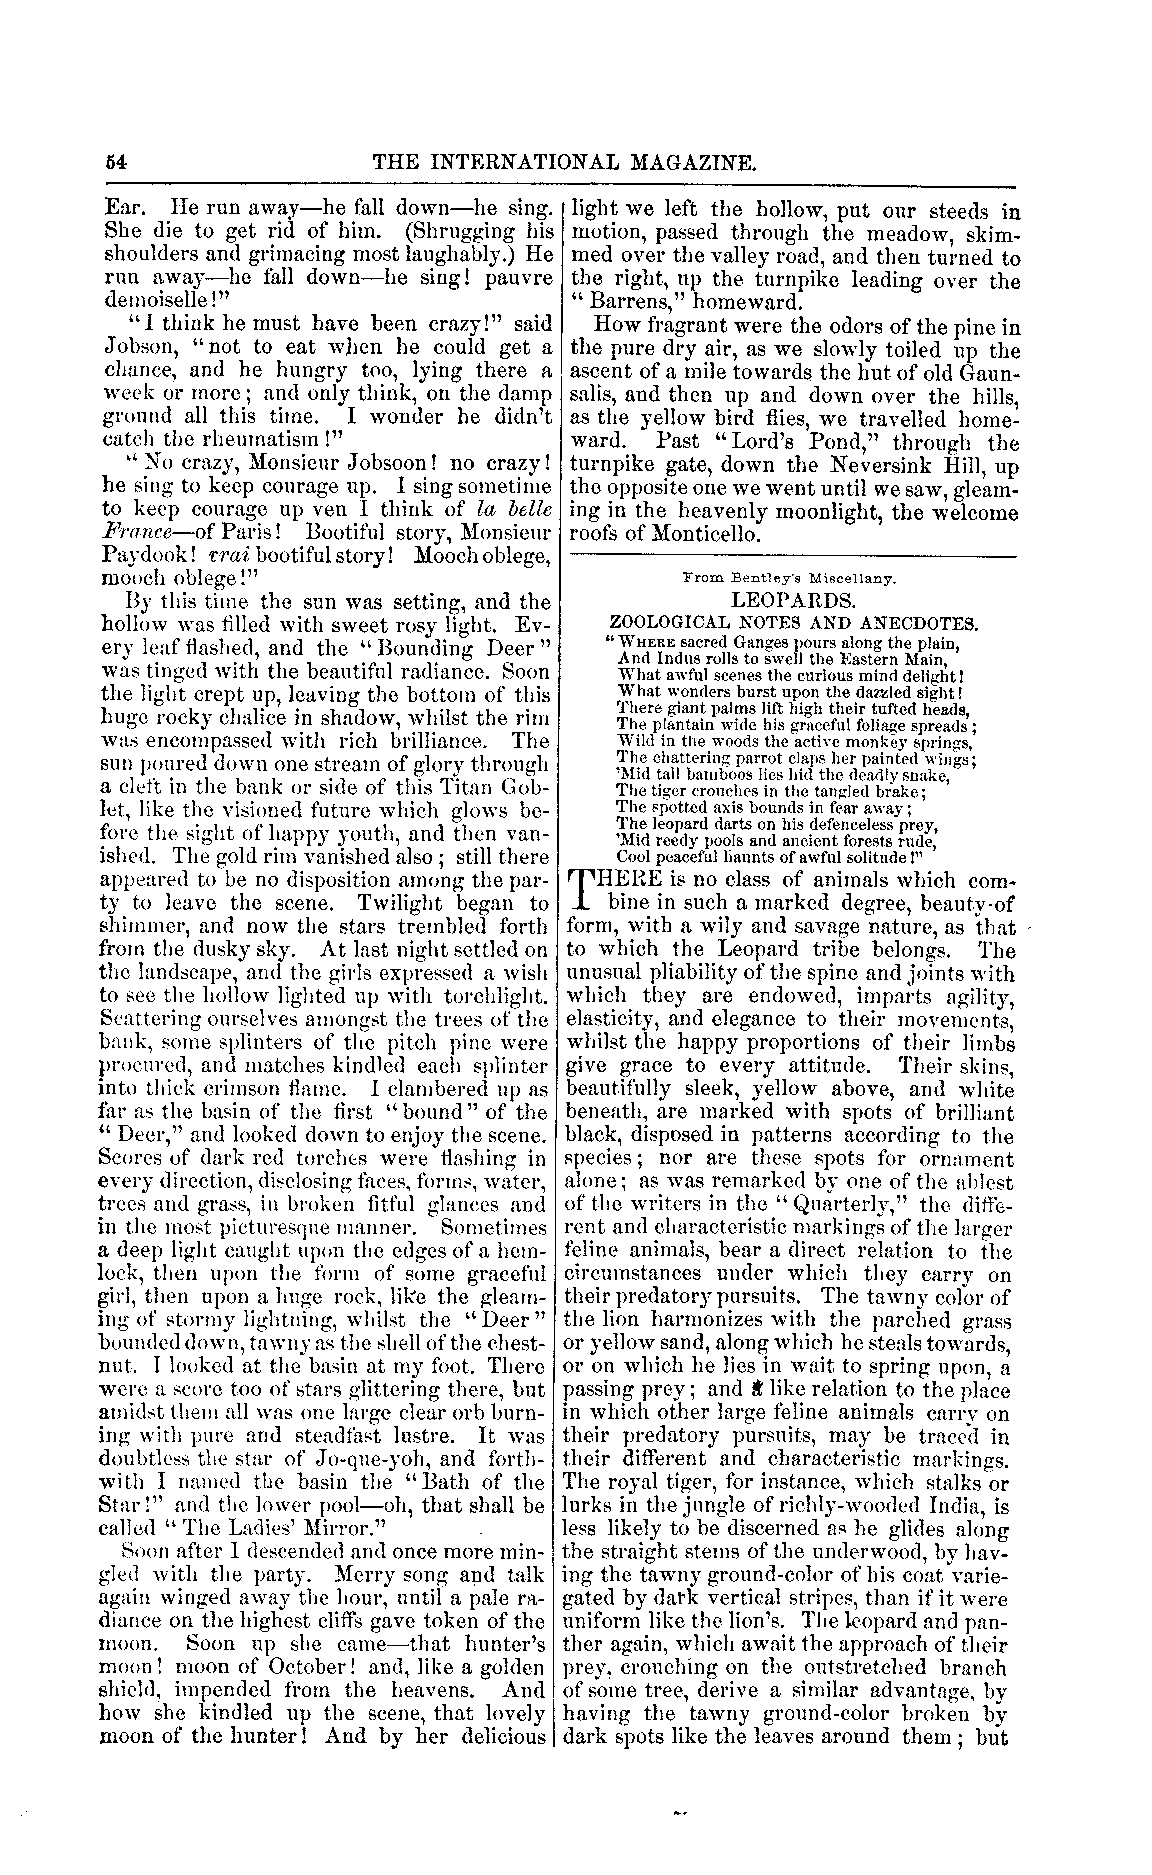 54 THE INTERNATIONAL MAGAZINE.
Ear. He run away—he fall down—he sing.
She die to get rid of him. (Shrugging his
shoulders and grimacing most laughably.) He
run away—he fall down—he sing! pauvre
demoiselle!"
"I think he must have been crazy!" said
Jobson, "not to eat when he could get a
chance, and he hungry too, lying there a
week or more; and only think, on the damp
ground all this time. I wonder he didn't
catch the rheumatism!"
"No crazy, Monsieur Jobsoon! no crazy!
he sing to keep courage up. I sing sometime
to keep courage up ven I think of la belle
France—of Paris! Bootiful story, Monsieur
Paydook! vrai bootiful story! Mooch oblege,
mooch oblege!"
By this time the sun was setting, and the
hollow was filled with sweet rosy light. Ev-
ery leaf flashed, and the "Bounding Deer"
was tinged with the beautiful radiance. Soon
the light crept up, leaving the bottom of this
huge rocky chalice in shadow, whilst the rim
was encompassed with rich brilliance. The
sun poured down one stream of glory through
a cleft in the bank or side of this Titan Gob-
let, like the visioned future which glows be-
fore the sight of happy youth, and then van-
ished. The gold rim vanished also; still there
appeared to be no disposition among the par-
ty to leave the scene. Twilight began to
shimmer, and now the stars trembled forth
from the dusky sky. At last night settled on
the landscape, and the girls expressed a wish
to see the hollow lighted up with torchlight.
Scattering ourselves amongst the trees of the
bank, some splinters of the pitch pine were
procured, and matches kindled each splinter
into thick crimson flame. I clambered up as
far as the basin of the first "bound" of the
"Deer," and looked down to enjoy the scene.
Scores of dark red torches were flashing in
every direction, disclosing faces, forms, water,
trees and grass, in broken fitful glances and
in the most picturesque manner. Sometimes
a deep light caught upon the edges of a hem-
lock, then upon the form of some graceful
girl, then upon a huge rock, like the gleam-
ing of stormy lightning, whilst the "Deer"
bounded down, tawny as the shell of the chest-
nut. I looked at the basin at my foot. There
were a score too of stars glittering there, but
amidst them all was one large clear orb burn-
ing with pure and steadfast lustre. It was
doubtless the star of Jo-que-yoh, and forth-
with I named the basin the "Bath of the
Star!" and the lower pool—oh, that shall be
called "The Ladies' Mirror."
Soon after I descended and once more min-
gled with the party. Merry song and talk
again winged away the hour, until a pale ra-
diance on the highest cliffs gave token of the
moon. Soon up she came—that hunter's
moon! moon of October! and, like a golden
shield, impended from the heavens. And
how she kindled up the scene, that lovely
moon of the hunter! And by her delicious
light we left the hollow, put our steeds in
motion, passed through the meadow, skim-
med over the valley road, and then turned to
the right, up the turnpike leading over the
"Barrens," homeward.
How fragrant were the odors of the pine in
the pure dry air, as we slowly toiled up the
ascent of a mile towards the hut of old Gaun-
salis, and then up and down over the hills,
as the yellow bird flies, we travelled home-
ward. Past "Lord's Pond," through the
turnpike gate, down the Neversink Hill, up
the opposite one we went until we saw, gleam-
ing in the heavenly moonlight, the welcome
roofs of Monticello.
From Bentley's Miscellany.
LEOPARDS.
ZOOLOGICAL NOTES AND ANECDOTES.
"WHERE sacred Ganges pours along the plain,
And Indus rolls to swell the Eastern Main,
What awful scenes the curious mind delight!
What wonders burst upon the dazzled sight!
There giant palms lift high their tufted heads,
The plantain wide his graceful foliage spreads;
Wild in the woods the active monkey springs,
The chattering parrot claps her painted wings;
'Mid tall bamboos lies hid the deadly snake,
The tiger crouches in the tangled brake;
The spotted axis bounds in fear away;
The leopard darts on his defenceless prey,
'Mid reedy pools and ancient forests rude,
Cool peaceful haunts of awful solitude!"
THERE is no class of animals which com-
bine in such a marked degree, beauty of
form, with a wily and savage nature, as that
to which the Leopard tribe belongs. The
unusual pliability of the spine and joints with
which they are endowed, imparts agility,
elasticity, and elegance to their movements,
whilst the happy proportions of their limbs
give grace to every attitude. Their skins,
beautifully sleek, yellow above, and white
beneath, are marked with spots of brilliant
black, disposed in patterns according to the
species; nor are these spots for ornament
alone; as was remarked by one of the ablest
of the writers in the "Quarterly," the diffe-
rent and characteristic markings of the larger
feline animals, bear a direct relation to the
circumstances under which they carry on
their predatory pursuits. The tawny color of
the lion harmonizes with the parched grass
or yellow sand, along which he steals towards,
or on which he lies in wait to spring upon, a
passing prey; and like relation to the place
in which other large feline animals carry on
their predatory pursuits, may be traced in
their different and characteristic markings.
The royal tiger, for instance, which stalks or
lurks in the jungle of richly-wooded India, is
less likely to be discerned as he glides along
the straight stems of the underwood, by hav-
ing the tawny ground-color of his coat varie-
gated by dark vertical stripes, than if it were
uniform like the lion's. The leopard and pan-
ther again, which await the approach of their
prey, crouching on the outstretched branch
of some tree, derive a similar advantage, by
having the tawny ground-color broken by
dark spots like the leaves around them; but